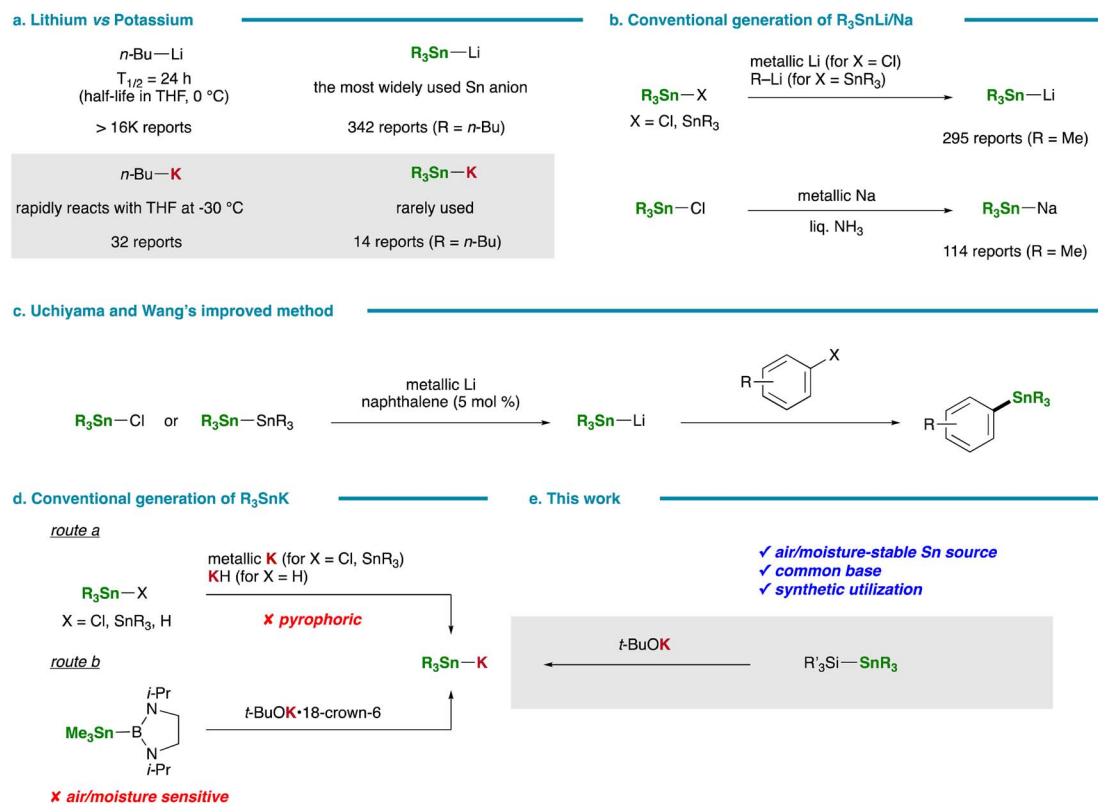 a. Lithium vs Potassium
n-Bu—Li
T1/2 = 24 h
(half-life in THF, 0 °C)
> 16K reports
R3Sn—Li
the most widely used Sn anion
342 reports (R = n-Bu)
n-Bu—K
rapidly reacts with THF at -30 °C
32 reports
R3Sn—K
rarely used
14 reports (R = n-Bu)
b. Conventional generation of R3SnLi/Na
R3Sn—X
X = Cl, SnR3
metallic Li (for X = Cl)
R–Li (for X = SnR3)
R3Sn—Li
295 reports (R = Me)
R3Sn—Cl
metallic Na
liq. NH3
R3Sn—Na
114 reports (R = Me)
c. Uchiyama and Wang's improved method
R3Sn—Cl or R3Sn—SnR3
metallic Li
naphthalene (5 mol %)
R3Sn—Li
X
R
SnR3
R
d. Conventional generation of R3SnK
route a
R3Sn—X
X = Cl, SnR3, H
metallic K (for X = Cl, SnR3)
KH (for X = H)
✘ pyrophoric
R3Sn—K
route b
i-Pr
N
Me3Sn—B
N
i-Pr
t-BuOK•18-crown-6
✘ air/moisture sensitive
e. This work
✓ air/moisture-stable Sn source
✓ common base
✓ synthetic utilization
t-BuOK
R'3Si—SnR3